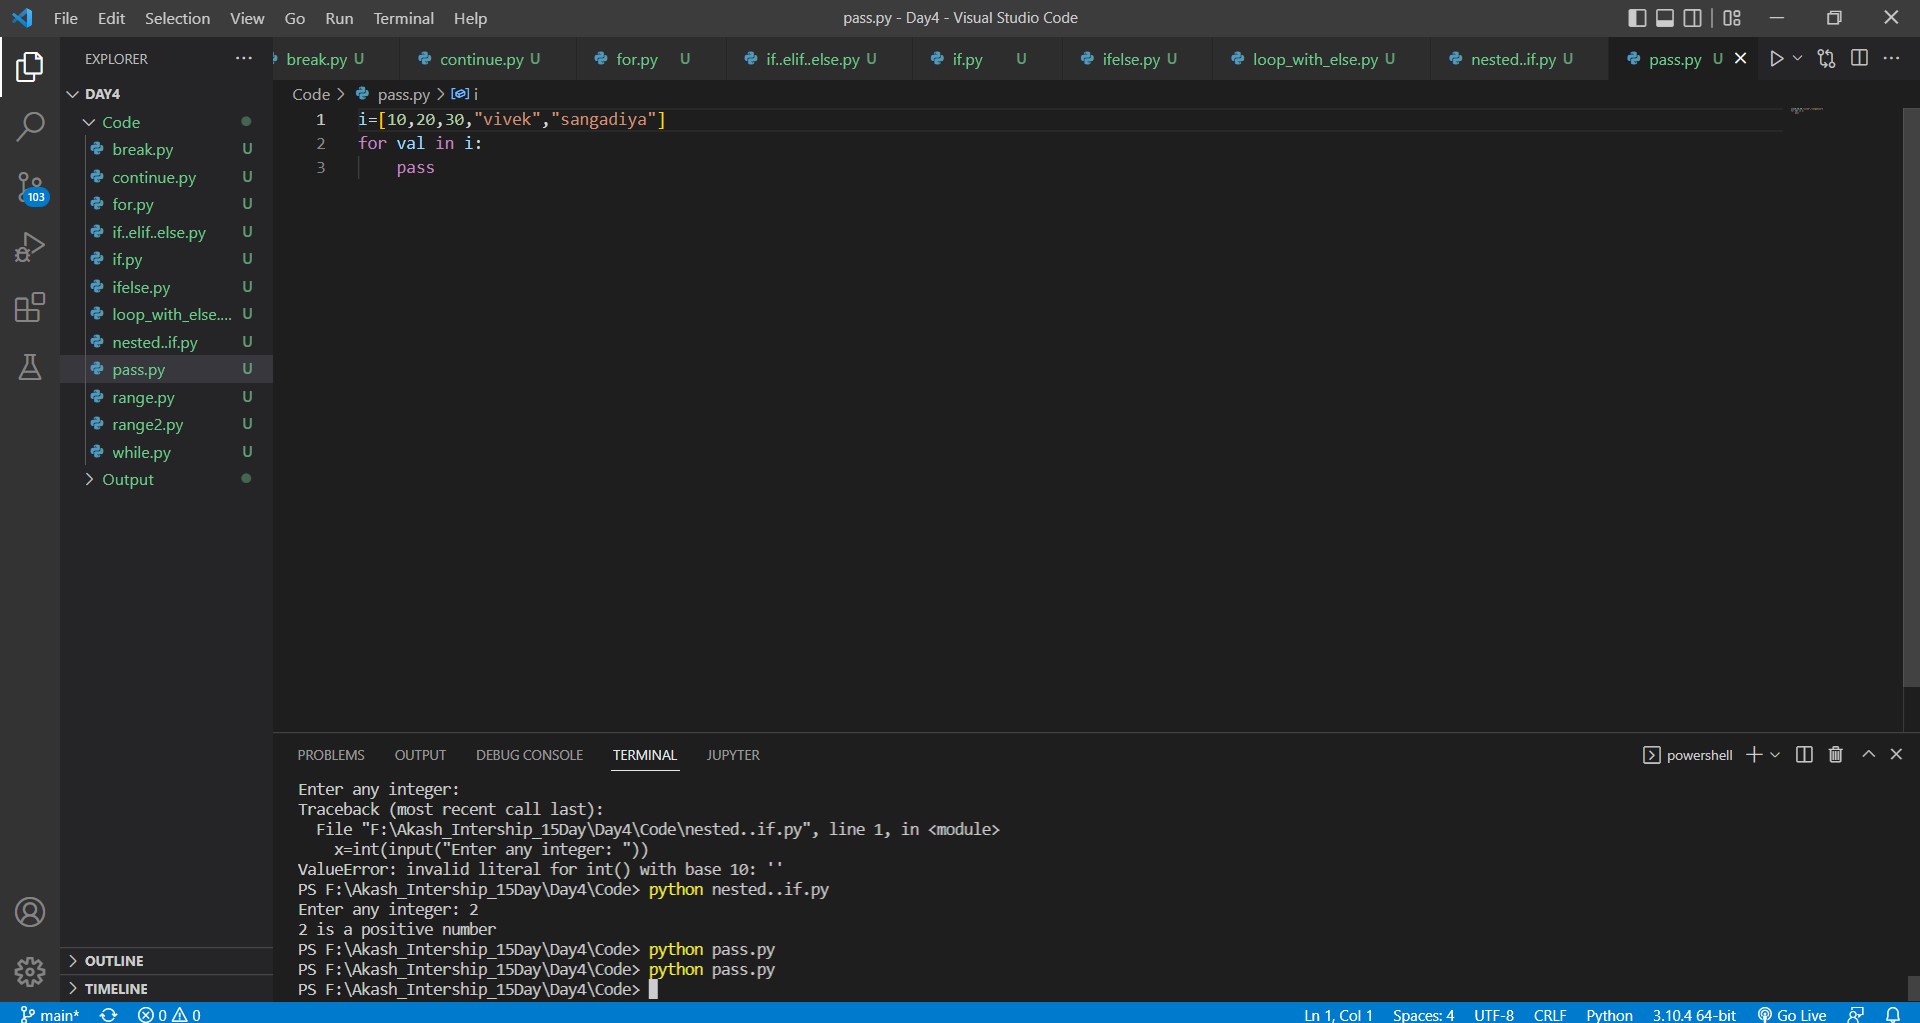 File Edit Selection View Go Run Terminal Help
pass.py - Day4 - Visual Studio Code
EXPLORER
break.py U continue.py U for.py U if..elif..else.py U if.py U ifelse.py U loop_with_else.py U nested..if.py U pass.py U
DAY4
Code > pass.py > i
Code
break.py U
continue.py U
for.py U
if..elif..else.py U
if.py U
ifelse.py U
loop_with_else.... U
nested..if.py U
pass.py U
range.py U
range2.py U
while.py U
Output
103
OUTLINE
TIMELINE
1 i=[10,20,30,"vivek","sangadiya"]
2 for val in i:
3     pass
PROBLEMS OUTPUT DEBUG CONSOLE TERMINAL JUPYTER
powershell
Enter any integer:
Traceback (most recent call last):
  File "F:\Akash_Intership_15Day\Day4\Code\nested..if.py", line 1, in <module>
    x=int(input("Enter any integer: "))
ValueError: invalid literal for int() with base 10: ''
PS F:\Akash_Intership_15Day\Day4\Code> python nested..if.py
Enter any integer: 2
2 is a positive number
PS F:\Akash_Intership_15Day\Day4\Code> python pass.py
PS F:\Akash_Intership_15Day\Day4\Code> python pass.py
PS F:\Akash_Intership_15Day\Day4\Code>
main* 0 0 Ln 1, Col 1 Spaces: 4 UTF-8 CRLF Python 3.10.4 64-bit Go Live